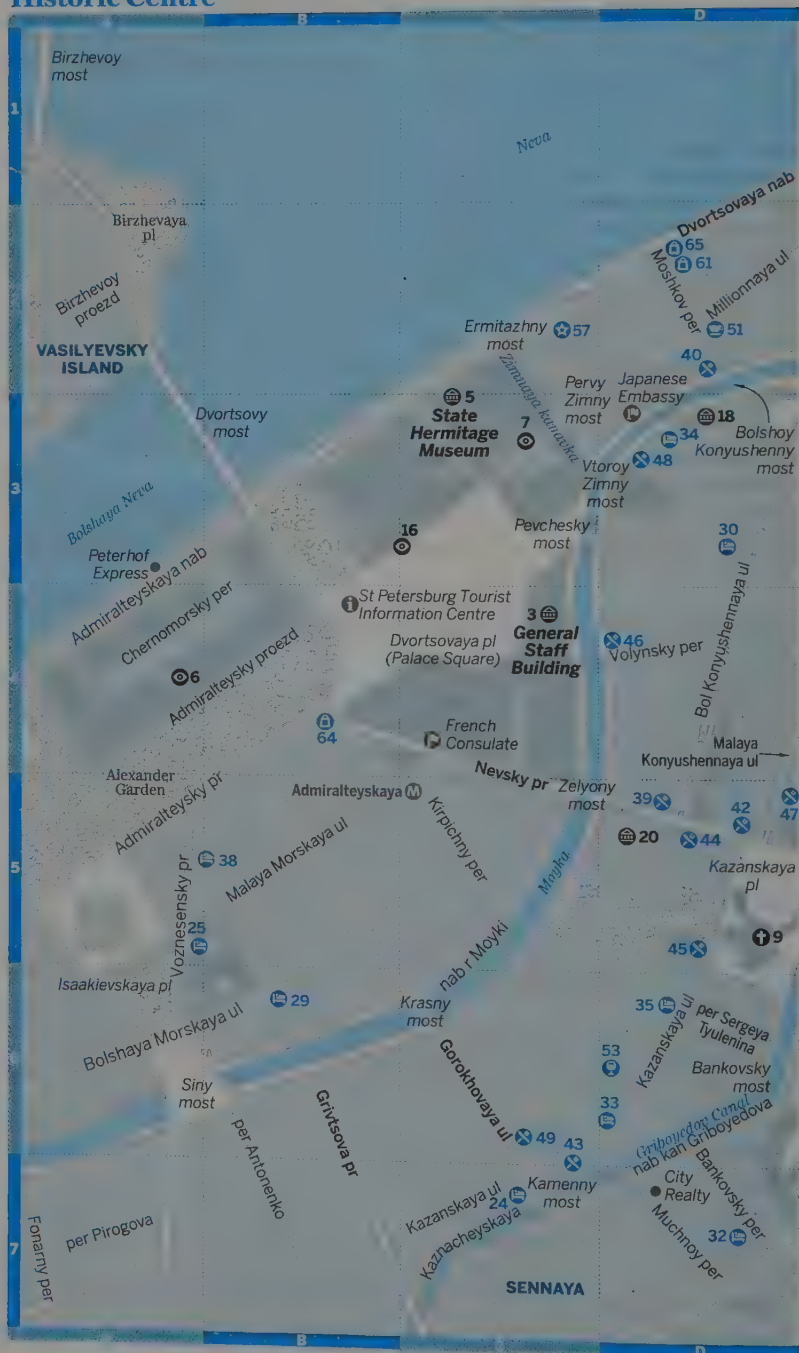 Historic Centre
B
D
Birzhevoy
most
1
Neva
Dvortsovaya nab
Birzhevaya
pl
65
61
Moshkov per
Millionnaya ul
Birzhevoy
proezd
Ermitazhny
most
57
51
VASILYEVSKY
ISLAND
40
Zimnyaya kanavka
Pervy
Zimny
most
Japanese
Embassy
5
State
Hermitage
Museum
7
18
Dvortsovy
most
34
Bolshoy
Konyushenny
most
48
Vtoroy
Zimny
most
3
Bolshaya Neva
16
Pevchesky
most
30
Peterhof
Express
Admiralteyskaya nab
St Petersburg Tourist
Information Centre
3
General
Staff
Building
Chernomorsky per
Dvortsovaya pl
(Palace Square)
46
Volynsky per
Bol Konyushennaya ul
6
Admiralteysky proezd
64
French
Consulate
Malaya
Konyushennaya ul
Alexander
Garden
Nevsky pr
Zelyony
most
Admiralteysky pr
Admiralteyskaya
M
39
42
47
Kirpichny per
20
44
5
38
Malaya Morskaya ul
Moyka
Kazanskaya
pl
Voznesensky pr
25
9
45
nab r Moyki
Isaakievskaya pl
29
Krasny
most
35
Kazanskaya ul
per Sergeya
Tyulenina
Bolshaya Morskaya ul
53
Bankovsky
most
Siniy
most
Gorokhovaya ul
33
Grivtsova pr
Griboyedov Canal
nab kan Griboyedova
per Antonenko
49
43
Bankovsky per
City
Realty
Kazanskaya ul
24
Kamenny
most
Kaznacheyskaya
Fonarny per
per Pirogova
7
Muchnoy per
32
SENNAYA
B
D